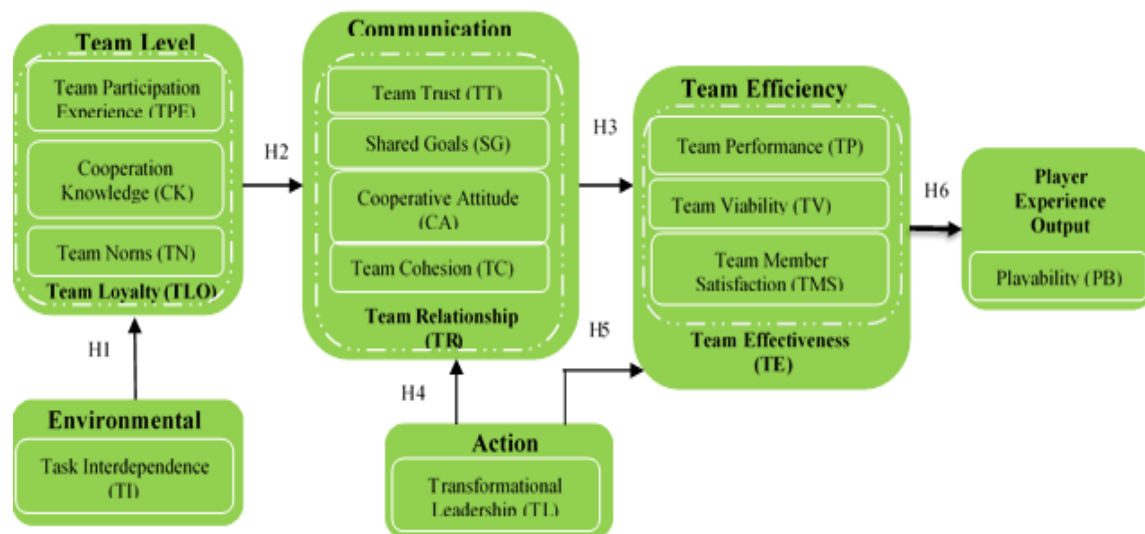 Team Level
Team Participation
Experience (TPE)
Cooperation
Knowledge (CK)
Team Norns (TN)
Team Loyalty (TLO)
H1
Environmental
Task Interdependence
(TI)
H2
Communication
Team Trust (TT)
Shared Goals (SG)
Cooperative Attitude
(CA)
Team Cohesion (TC)
Team Relationship
(TR)
H4
Action
Transformational
Leadership (TL)
H3
H5
Team Efficiency
Team Performance (TP)
Team Viability (TV)
Team Member
Satisfaction (TMS)
Team Effectiveness
(TE)
H6
Player
Experience
Output
Playability (PB)